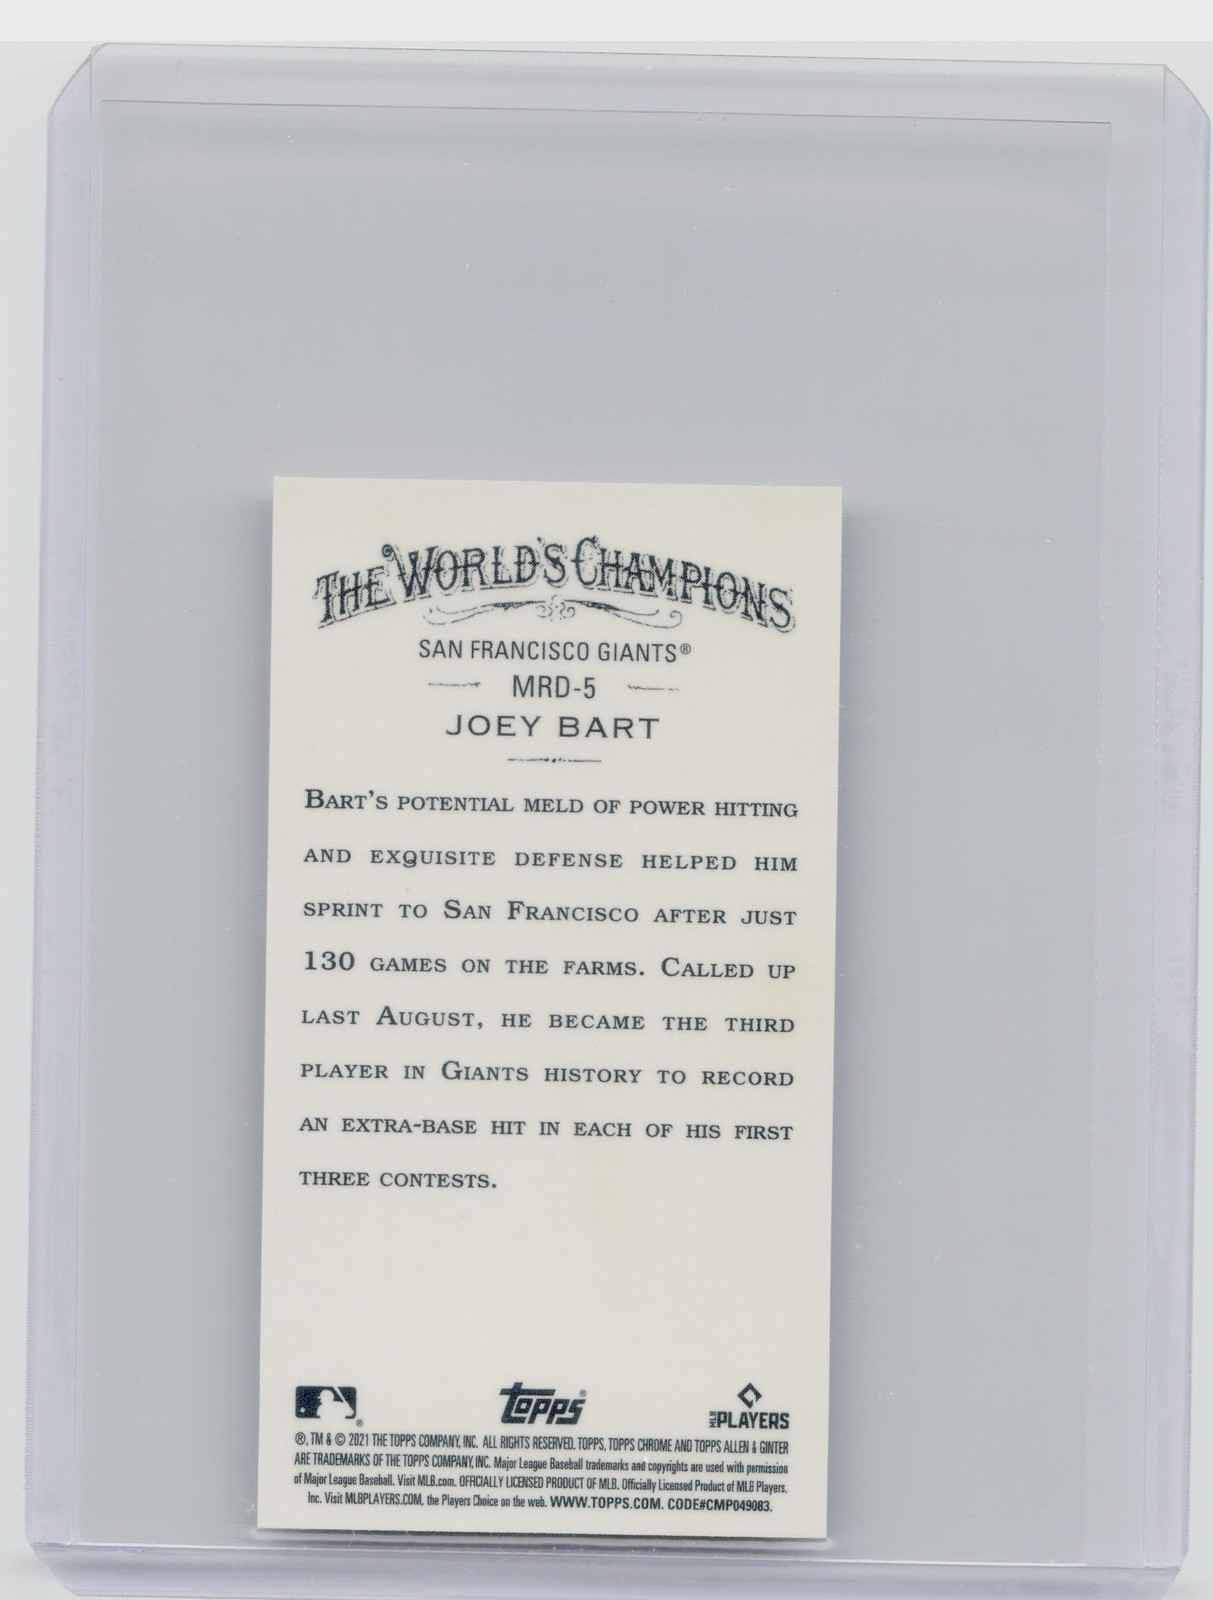 THE WORLD'S CHAMPIONS
SAN FRANCISCO GIANTS®
MRD-5
JOEY BART
BART'S POTENTIAL MELD OF POWER HITTING
AND EXQUISITE DEFENSE HELPED HIM
SPRINT TO SAN FRANCISCO AFTER JUST
130 GAMES ON THE FARMS. CALLED UP
LAST AUGUST, HE BECAME THE THIRD
PLAYER IN GIANTS HISTORY TO RECORD
AN EXTRA-BASE HIT IN EACH OF HIS FIRST
THREE CONTESTS.
®
Topps®
MLB PLAYERS
®, TM & © 2021 THE TOPPS COMPANY, INC. ALL RIGHTS RESERVED. TOPPS, TOPPS CHROME AND TOPPS ALLEN & GINTER
ARE TRADEMARKS OF THE TOPPS COMPANY, INC. Major League Baseball trademarks and copyrights are used with permission
of Major League Baseball. Visit MLB.com. OFFICIALLY LICENSED PRODUCT OF MLB. Officially Licensed Product of MLB Players,
Inc. Visit MLBPLAYERS.COM, the Players Choice on the web. WWW.TOPPS.COM. CODE#CMP049083.